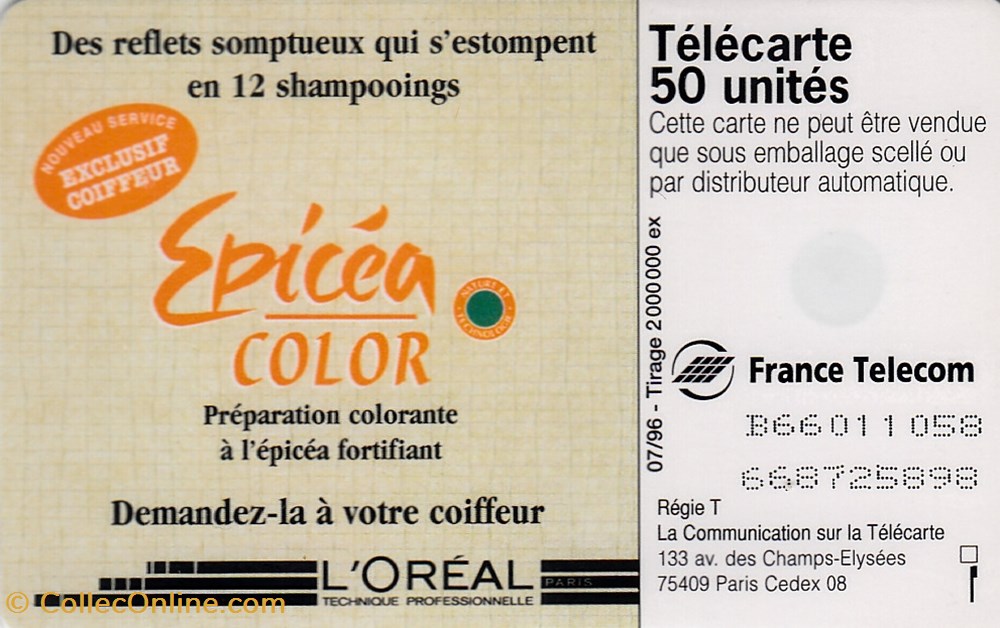 Des reflets somptueux qui s'estompent
en 12 shampooings
NOUVEAU SERVICE
EXCLUSIF
COIFFEUR
Epicéa
COLOR
NATURE ET
TECHNOLOGIE
Préparation colorante
à l'épicéa fortifiant
Demandez-la à votre coiffeur
L'ORÉAL
PARIS
TECHNIQUE PROFESSIONNELLE
© CollecOnline.com
Télécarte
50 unités
Cette carte ne peut être vendue
que sous emballage scellé ou
par distributeur automatique.
07/96 - Tirage 2000000 ex
France Telecom
B66011058
668725898
Régie T
La Communication sur la Télécarte
133 av. des Champs-Elysées
75409 Paris Cedex 08